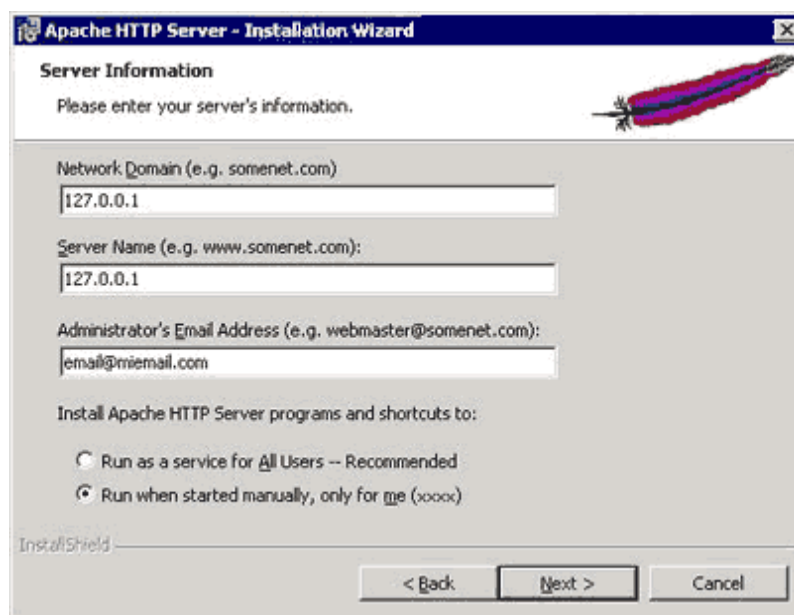 Apache HTTP Server - Installation Wizard
Server Information
Please enter your server's information.
Network Domain (e.g. somenet.com)
127.0.0.1
Server Name (e.g. www.somenet.com):
127.0.0.1
Administrator's Email Address (e.g. webmaster@somenet.com):
email@miemail.com
Install Apache HTTP Server programs and shortcuts to:
Run as a service for All Users -- Recommended
Run when started manually, only for me (xxxx)
InstallShield
< Back Next > Cancel